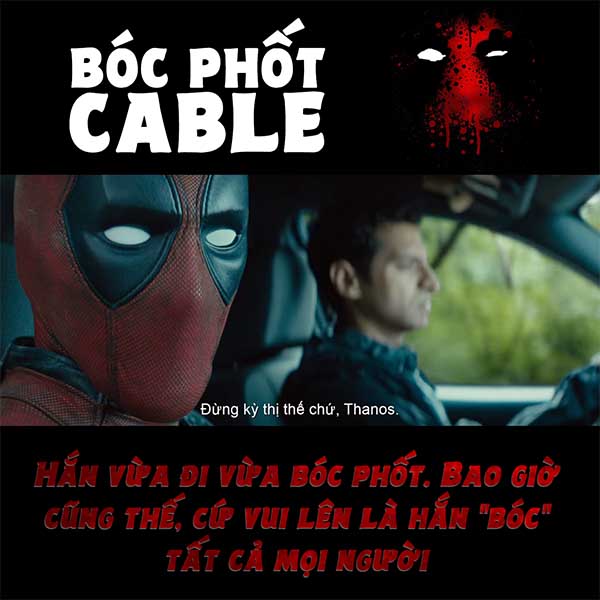 BÓC PHỐT
CABLE
Đừng kỳ thị thế chứ, Thanos.
HẮN VỪA ĐI VỪA BÓC PHỐT. BAO GIỜ
CŨNG THẾ, CÚP VUI LÊN LÀ HẮN "BÓC"
TẤT CẢ MỌI NGƯỜI